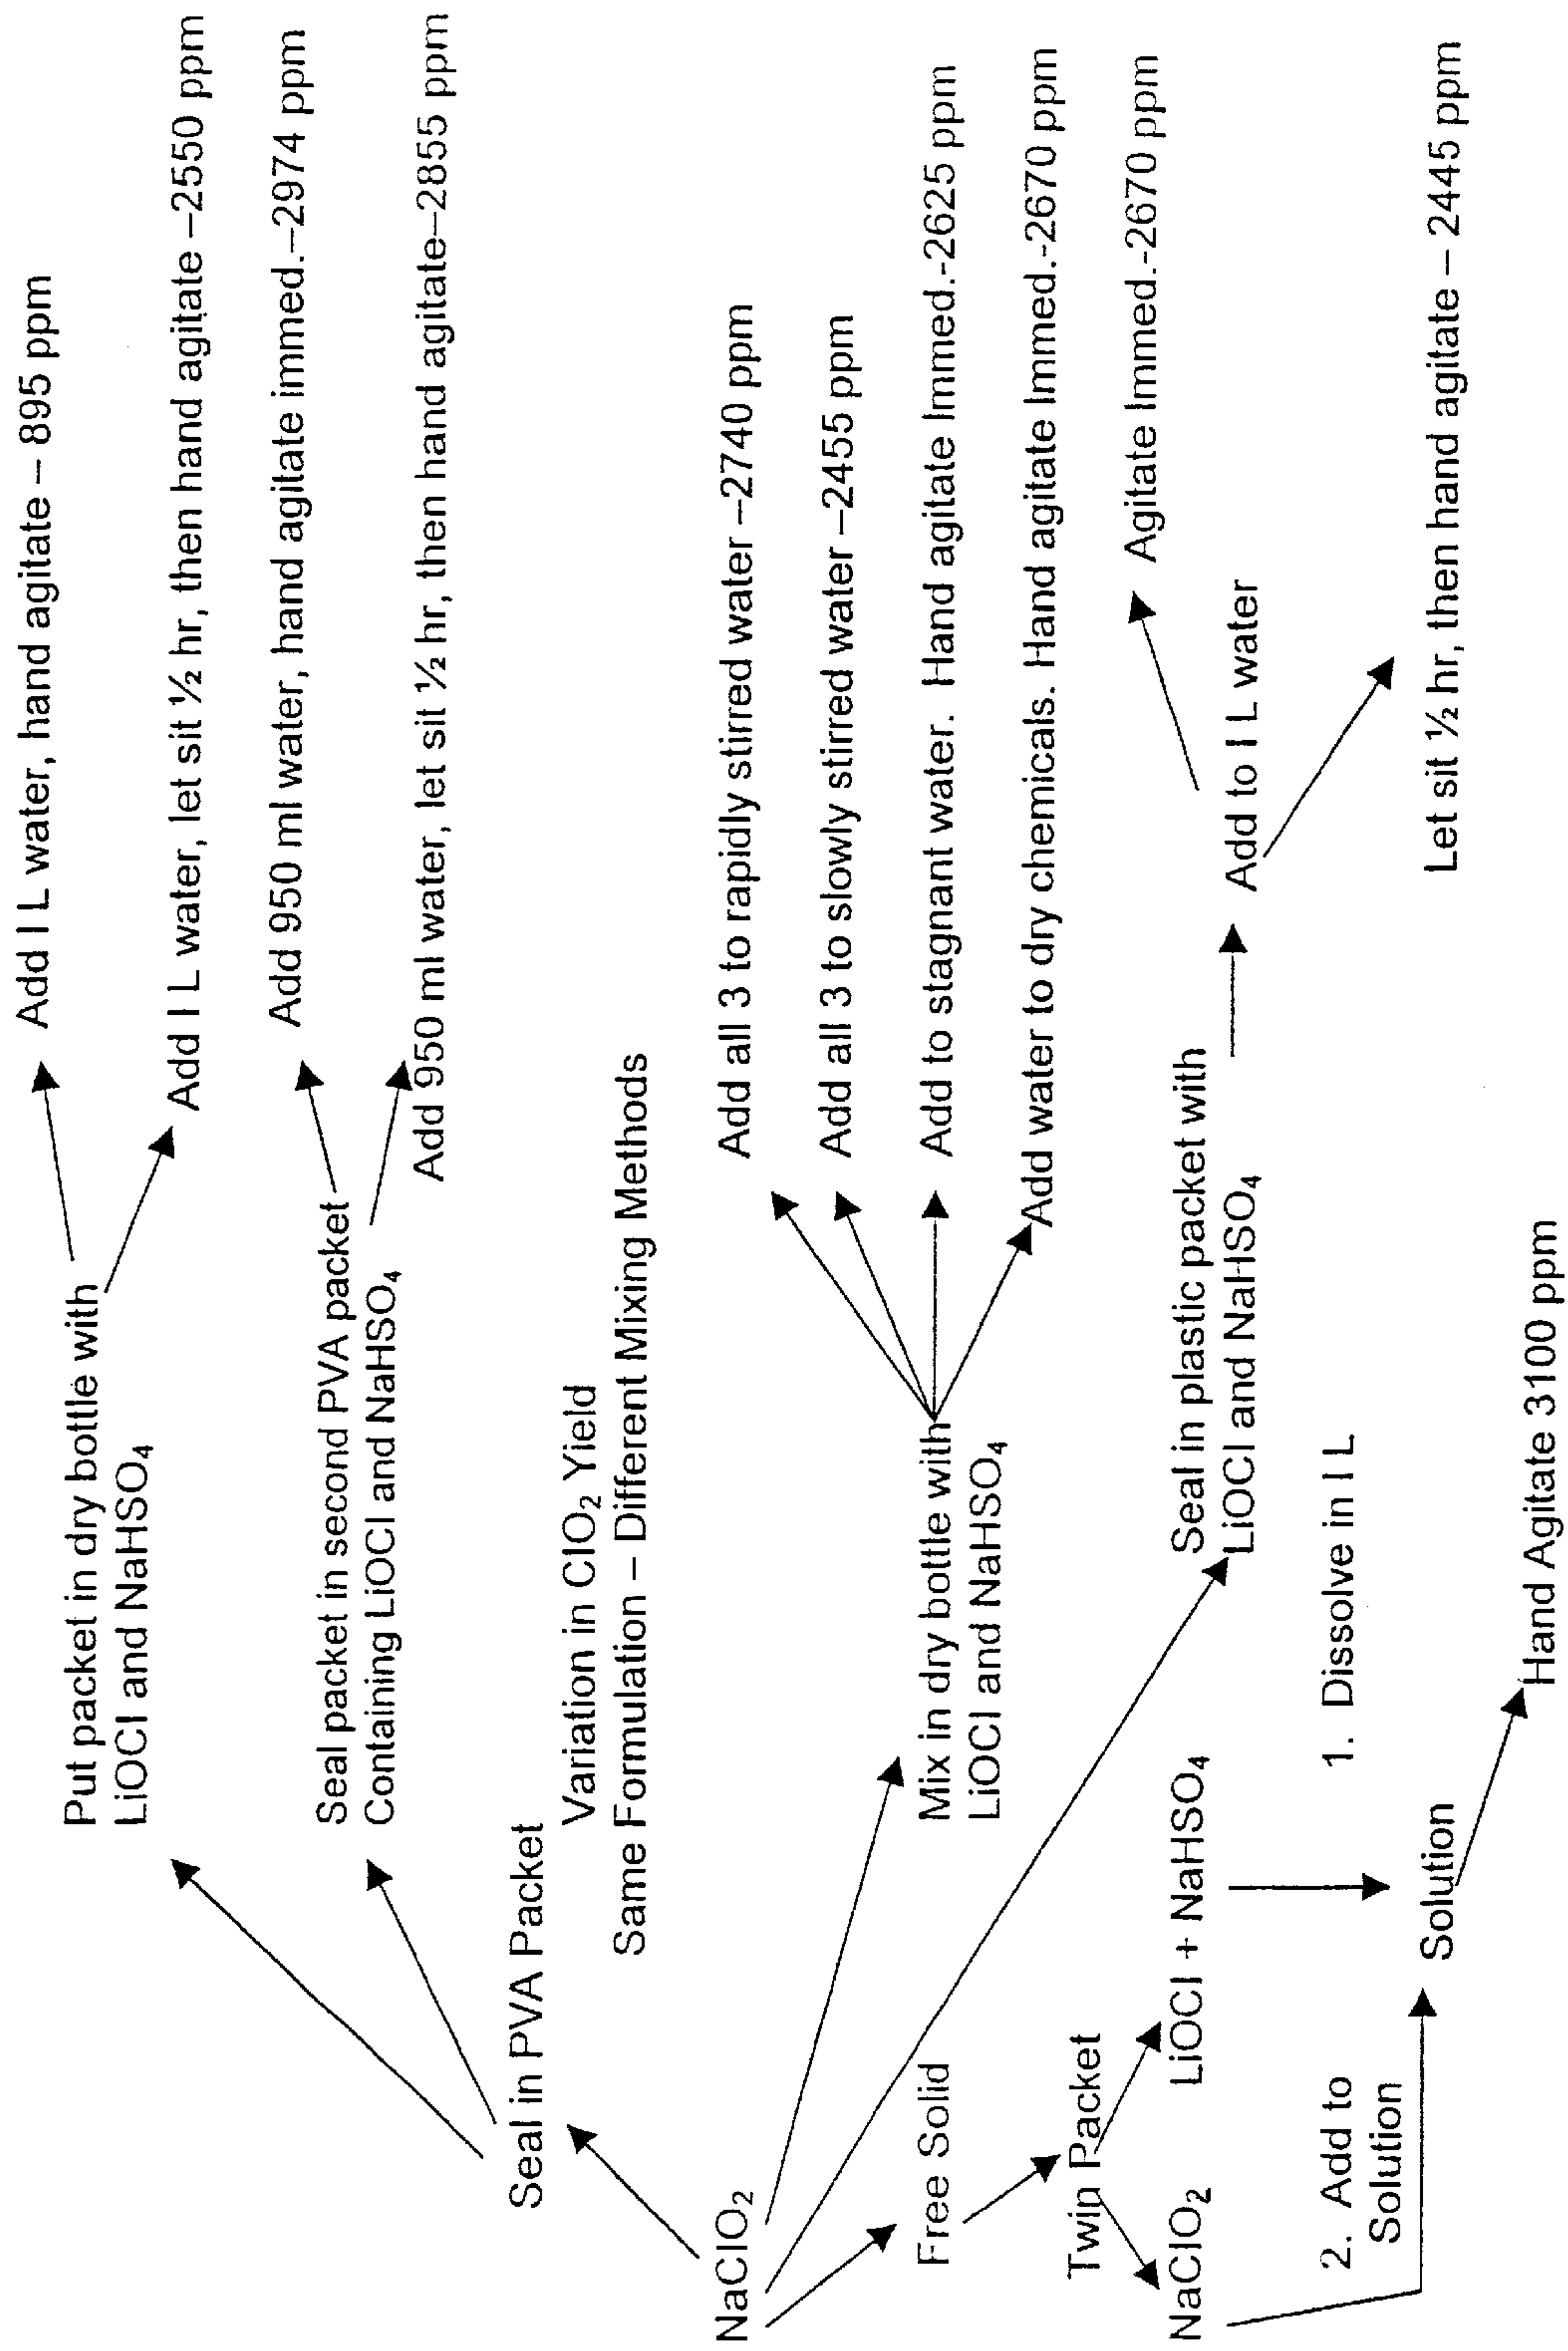 Add I L water, hand agitate – 895 ppm
Put packet in dry bottle with
LiOCl and NaHSO₄
Add I L water, let sit ½ hr, then hand agitate –2550 ppm
Add 950 ml water, hand agitate immed.–2974 ppm
Seal packet in second PVA packet
Containing LiOCl and NaHSO₄
Add 950 ml water, let sit ½ hr, then hand agitate–2855 ppm
Seal in PVA Packet
Variation in ClO₂ Yield
Same Formulation – Different Mixing Methods
NaClO₂
Add all 3 to rapidly stirred water –2740 ppm
Add all 3 to slowly stirred water –2455 ppm
Free Solid
Mix in dry bottle with
LiOCl and NaHSO₄
Add to stagnant water. Hand agitate Immed.-2625 ppm
Add water to dry chemicals. Hand agitate Immed.-2670 ppm
Twin Packet
Agitate Immed.-2670 ppm
NaClO₂
LiOCl + NaHSO₄
Seal in plastic packet with
LiOCl and NaHSO₄
Add to I L water
2. Add to
Solution
1. Dissolve in I L
Solution
Let sit ½ hr, then hand agitate – 2445 ppm
Hand Agitate 3100 ppm